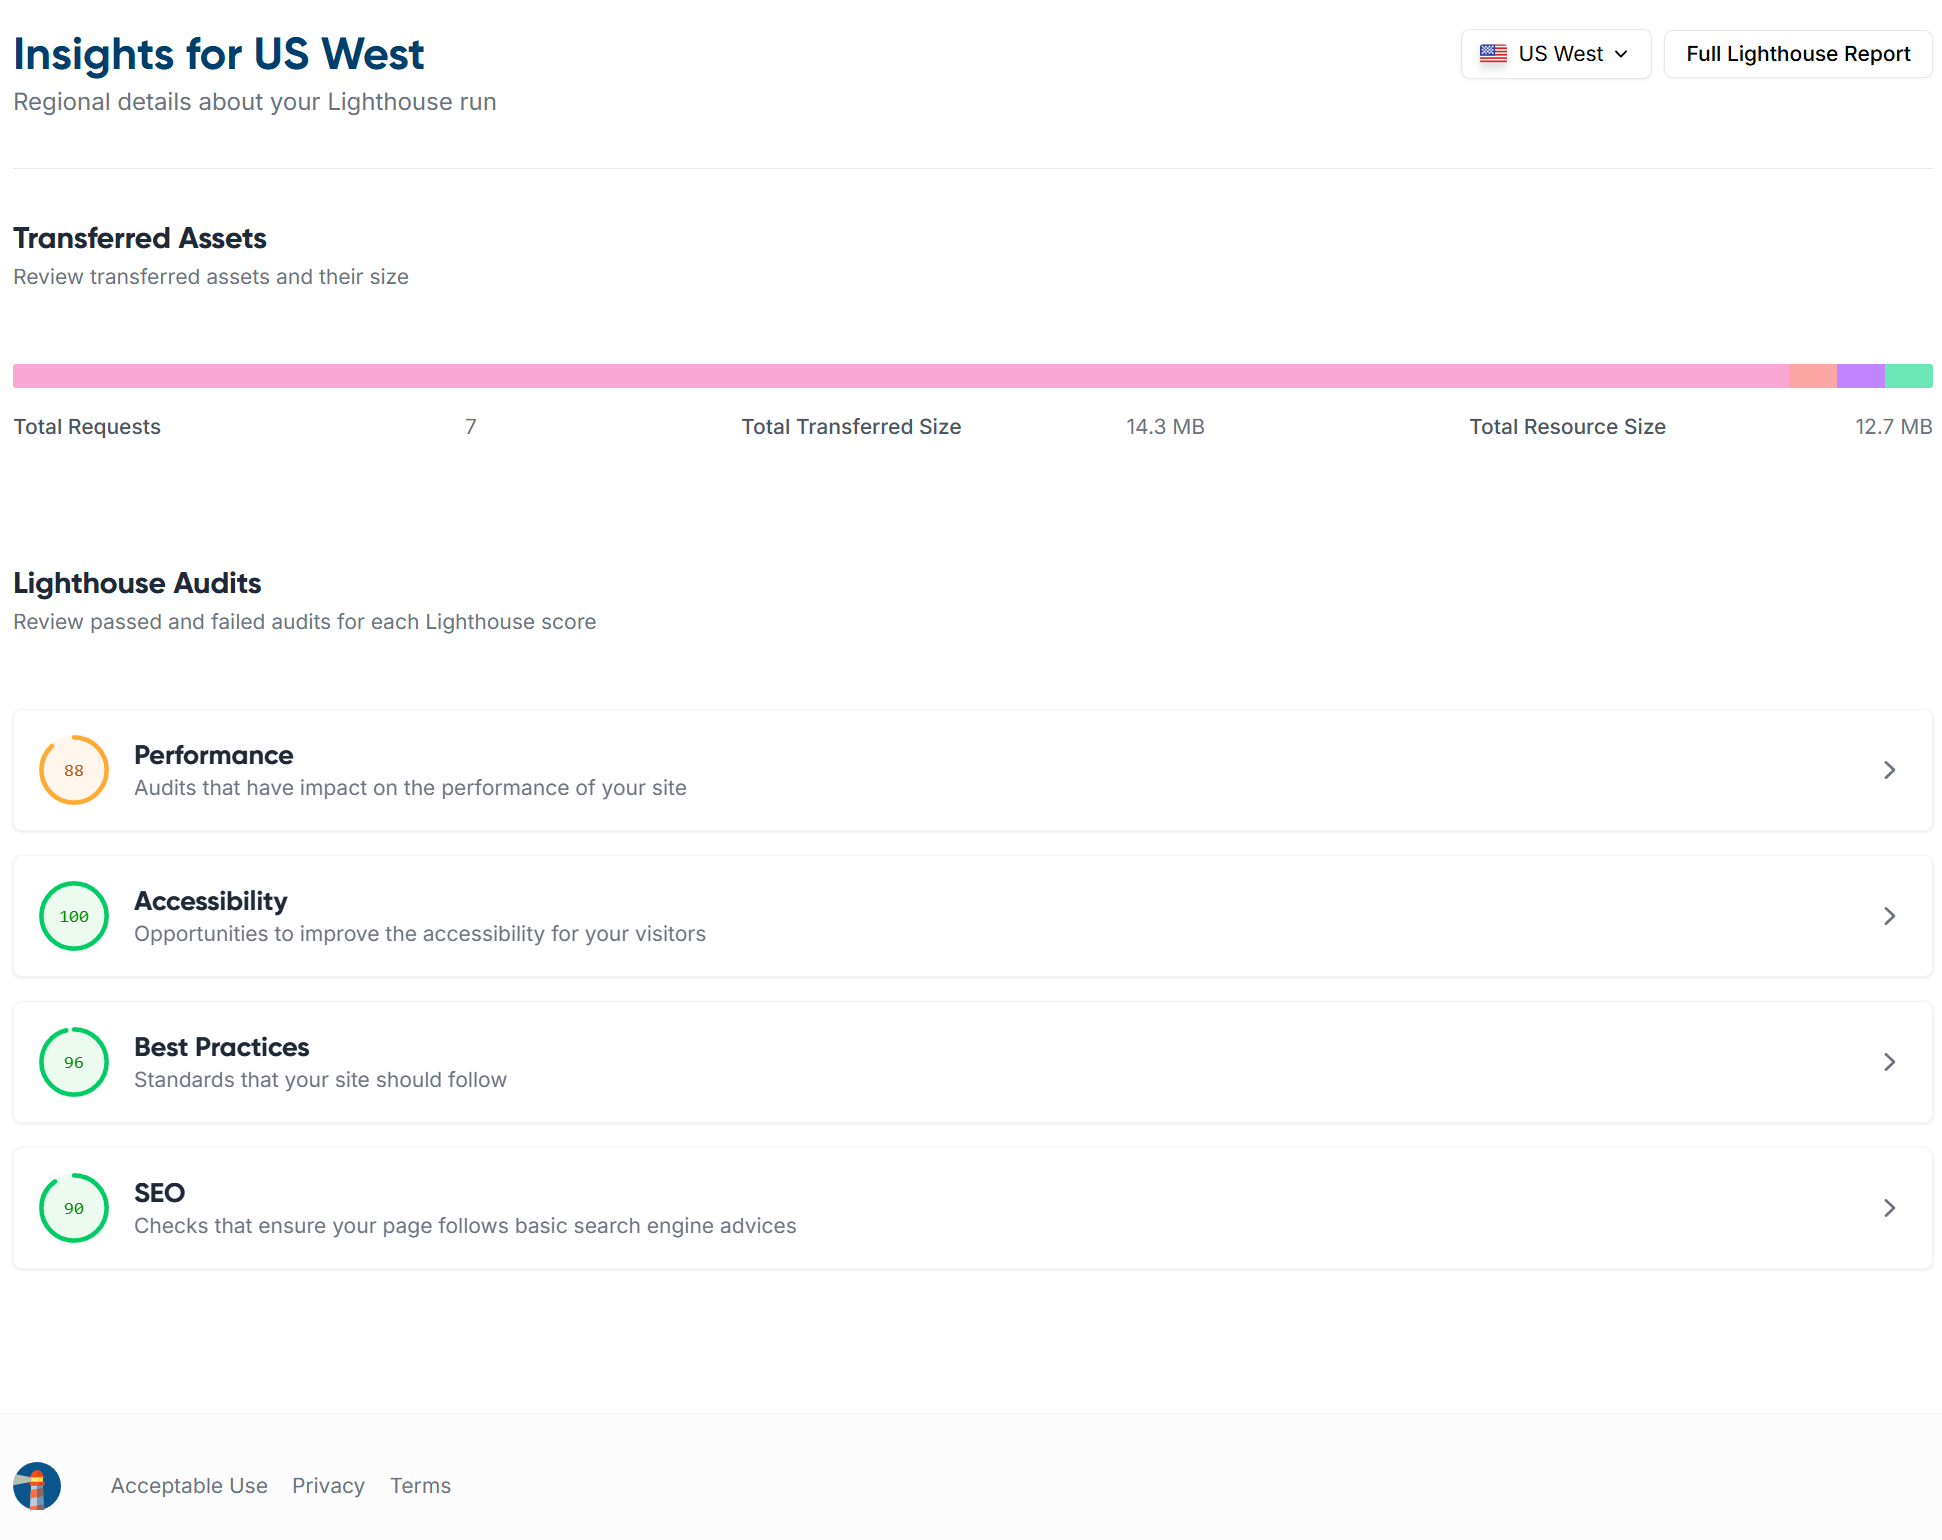 Insights for US West
US West
Full Lighthouse Report
Regional details about your Lighthouse run
Transferred Assets
Review transferred assets and their size
Total Requests 7 Total Transferred Size 14.3 MB Total Resource Size 12.7 MB
Lighthouse Audits
Review passed and failed audits for each Lighthouse score
88
Performance
Audits that have impact on the performance of your site
100
Accessibility
Opportunities to improve the accessibility for your visitors
96
Best Practices
Standards that your site should follow
90
SEO
Checks that ensure your page follows basic search engine advices
Acceptable Use Privacy Terms